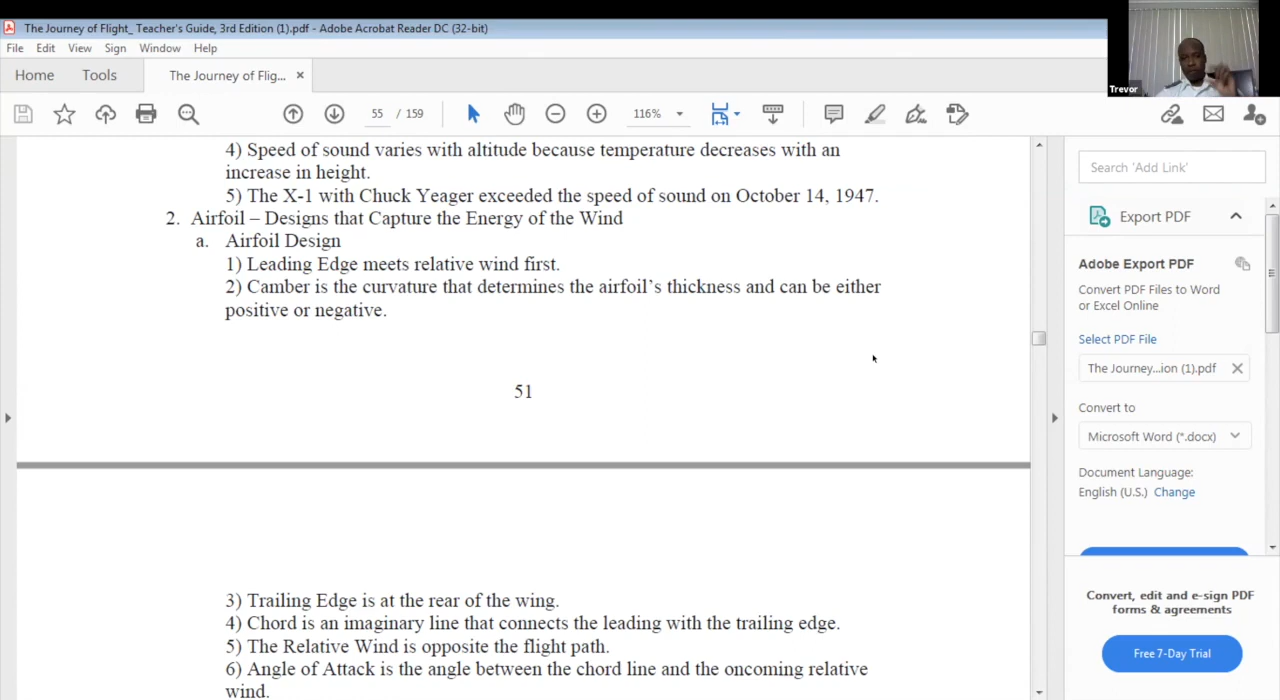 The Journey of Flight_ Teacher's Guide, 3rd Edition (1).pdf - Adobe Acrobat Reader DC (32-bit)
File Edit View Sign Window Help
Home Tools The Journey of Flig... ×
55 / 159 116%
Trevor
4) Speed of sound varies with altitude because temperature decreases with an
increase in height.
5) The X-1 with Chuck Yeager exceeded the speed of sound on October 14, 1947.
2. Airfoil – Designs that Capture the Energy of the Wind
a. Airfoil Design
1) Leading Edge meets relative wind first.
2) Camber is the curvature that determines the airfoil's thickness and can be either
positive or negative.
51
3) Trailing Edge is at the rear of the wing.
4) Chord is an imaginary line that connects the leading with the trailing edge.
5) The Relative Wind is opposite the flight path.
6) Angle of Attack is the angle between the chord line and the oncoming relative
wind.
Search 'Add Link'
Export PDF
Adobe Export PDF
Convert PDF Files to Word
or Excel Online
Select PDF File
The Journey...ion (1).pdf
Convert to
Microsoft Word (*.docx)
Document Language:
English (U.S.) Change
Convert, edit and e-sign PDF
forms & agreements
Free 7-Day Trial